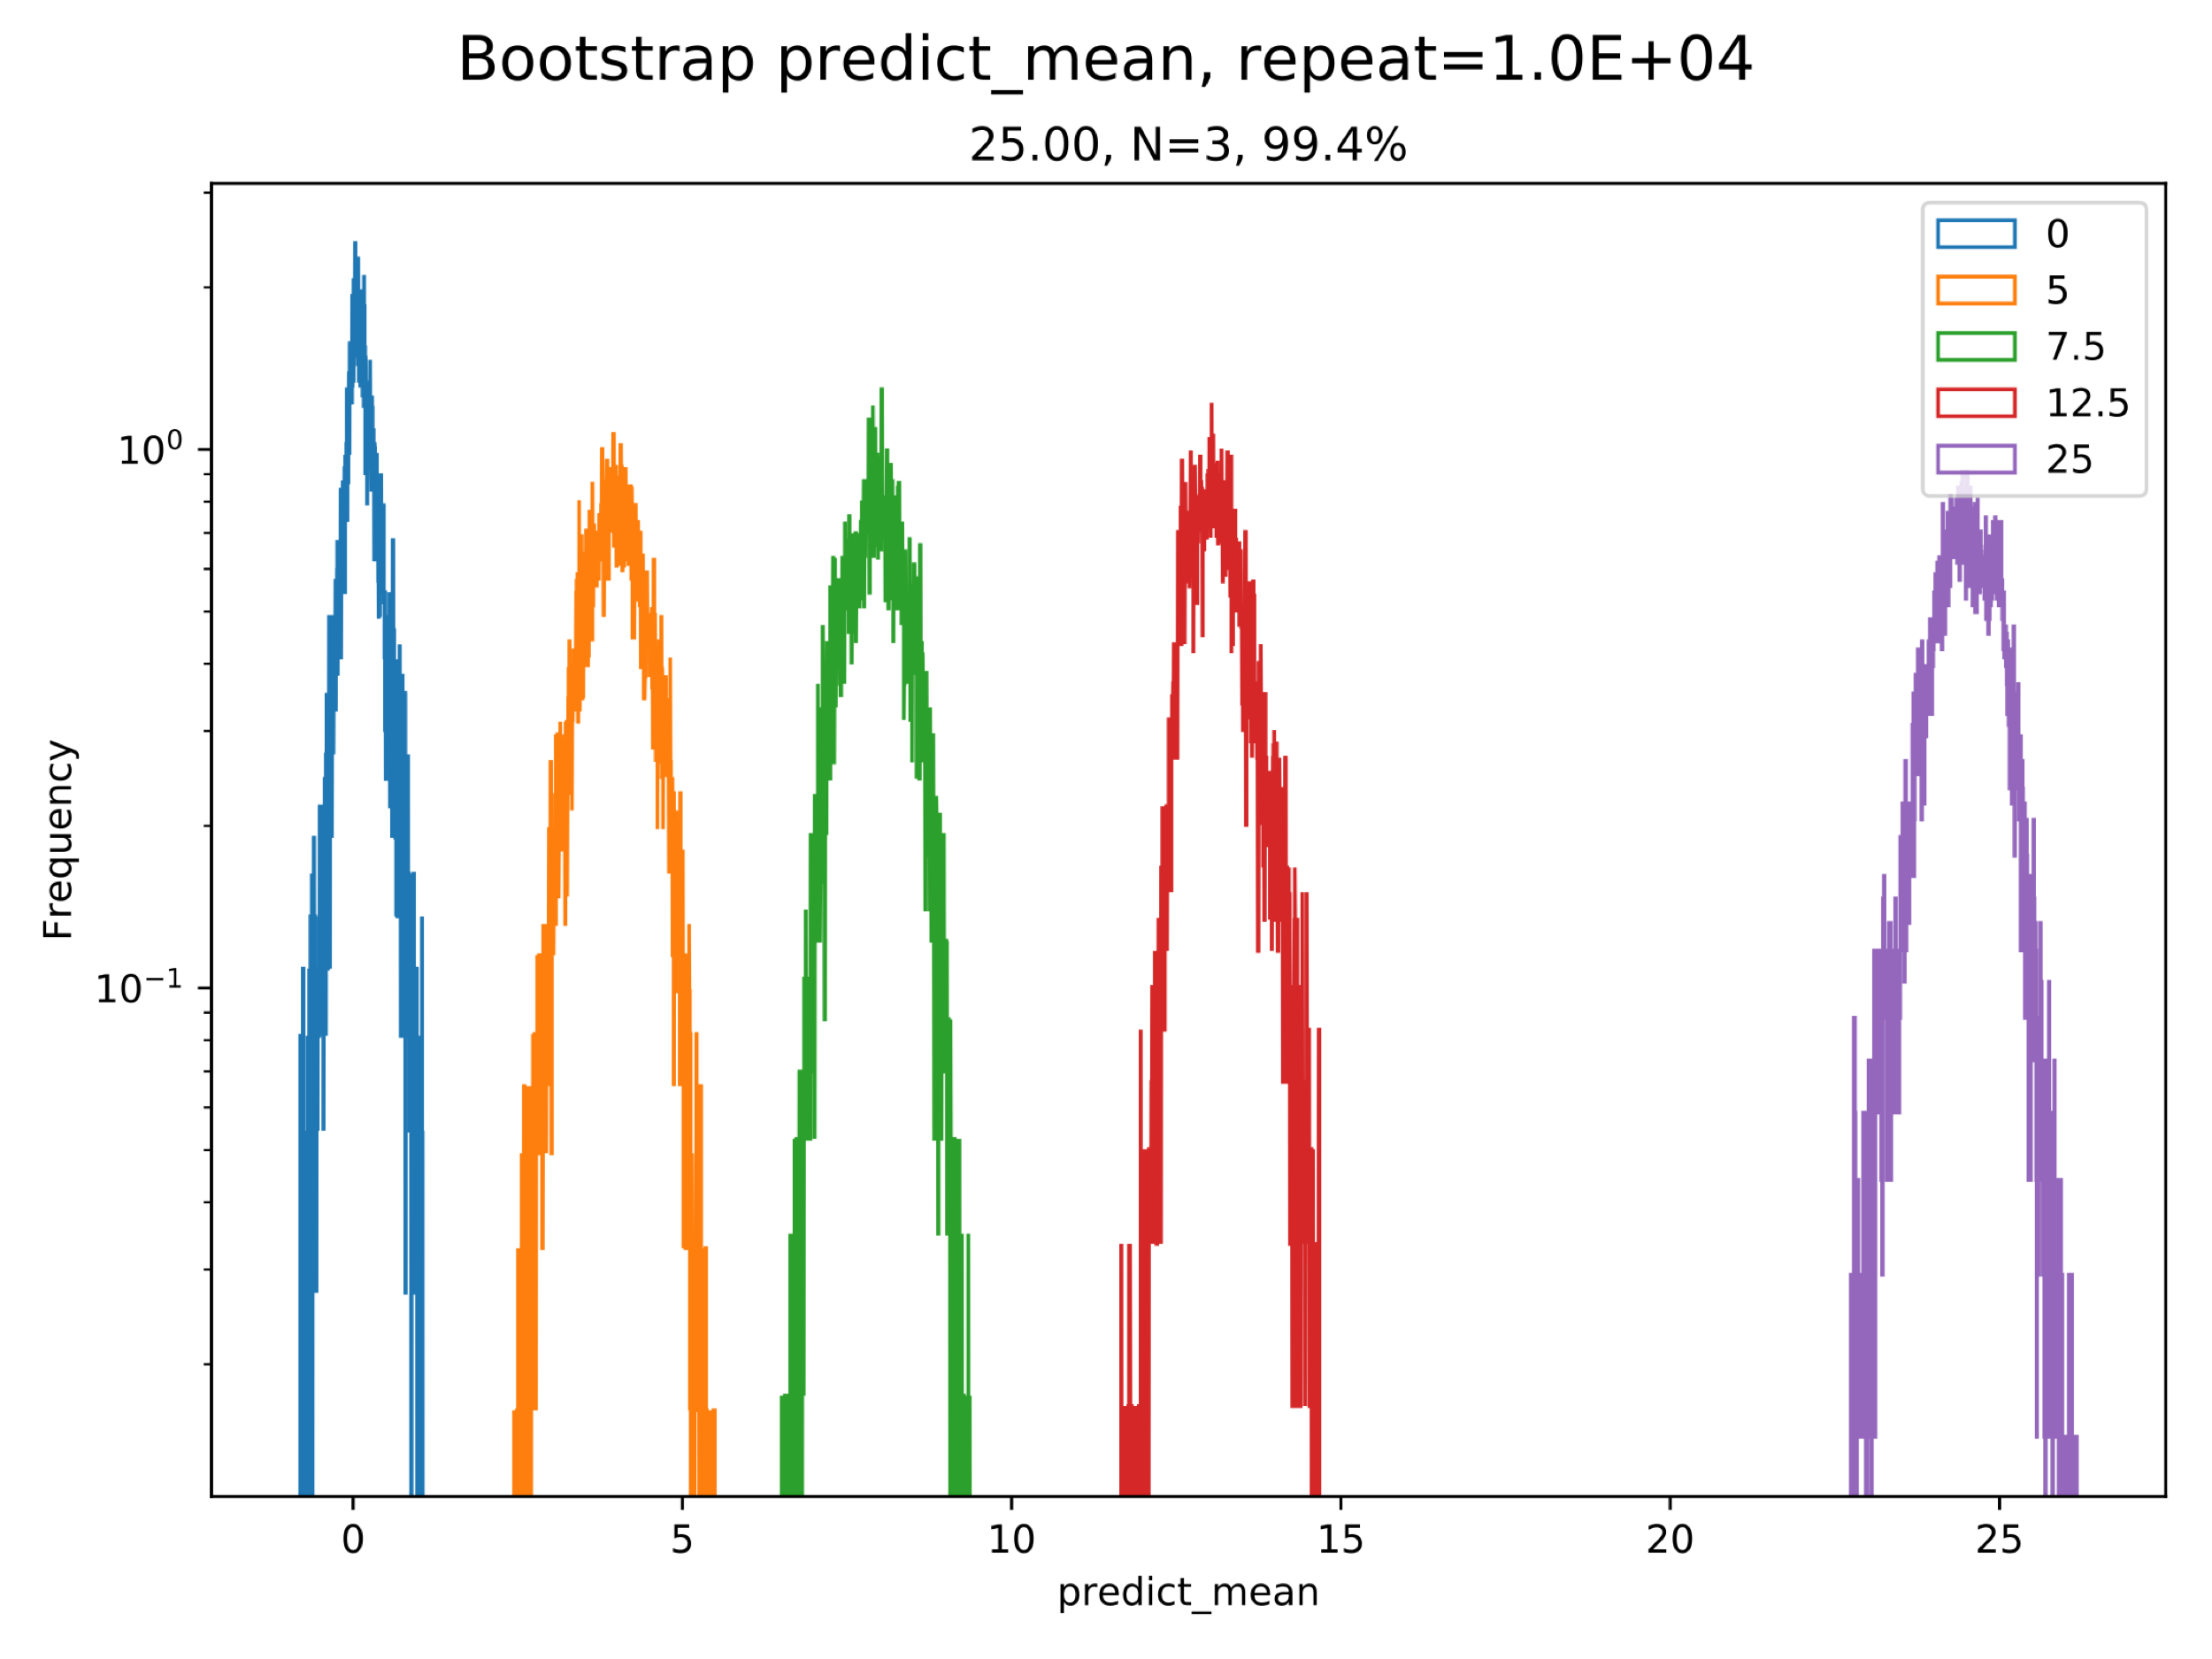 Bootstrap predict_mean, repeat=1.0E+04
25.00, N=3, 99.4%
Frequency
10⁰
10⁻¹
0
5
7.5
12.5
25
0 5 10 15 20 25
predict_mean